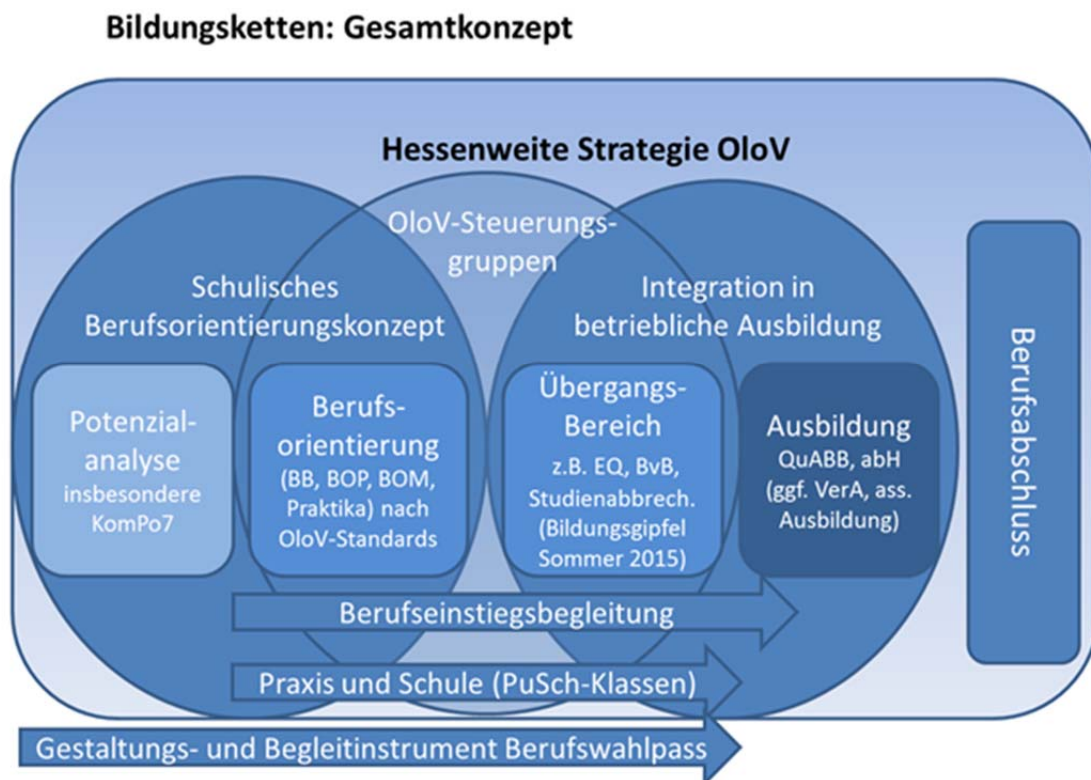 Bildungsketten: Gesamtkonzept
Hessenweite Strategie OloV
OloV-Steuerungs-
gruppen
Schulisches
Berufsorientierungskonzept
Integration in
betriebliche Ausbildung
Potenzial-
analyse
insbesondere
KomPo7
Berufs-
orientierung
(BB, BOP, BOM,
Praktika) nach
OloV-Standards
Übergangs-
Bereich
z.B. EQ, BvB,
Studienabbrech.
(Bildungsgipfel
Sommer 2015)
Ausbildung
QuABB, abH
(ggf. VerA, ass.
Ausbildung)
Berufsabschluss
Berufseinstiegsbegleitung
Praxis und Schule (PuSch-Klassen)
Gestaltungs- und Begleitinstrument Berufswahlpass